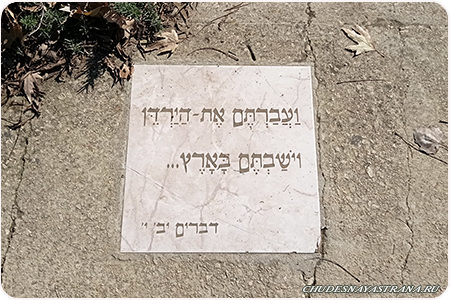 וַעֲבַרְתֶּם אֶת-הַיַּרְדֵּן
וִישַׁבְתֶּם בָּאָרֶץ...
דברים יב' י'
CHUDESNAYASTRANA.RU